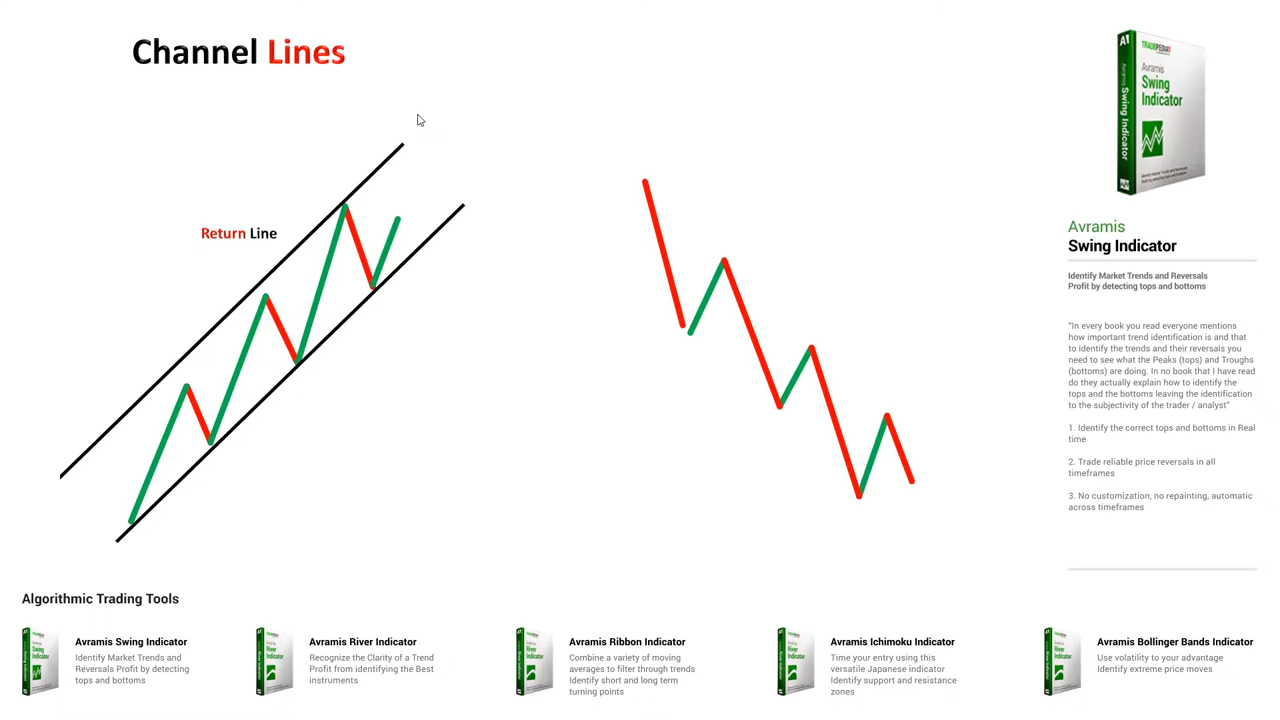 Channel Lines
Return Line
A1
Avramis Swing Indicator
TRADEPEDIA
Avramis
Swing
Indicator
Avramis
Swing Indicator
Identify Market Trends and Reversals
Profit by detecting tops and bottoms
“In every book you read everyone mentions
how important trend identification is and that
to identify the trends and their reversals you
need to see what the Peaks (tops) and Troughs
(bottoms) are doing. In no book that I have read
do they actually explain how to identify the
tops and the bottoms leaving the identification
to the subjectivity of the trader / analyst”
1. Identify the correct tops and bottoms in Real
time
2. Trade reliable price reversals in all
timeframes
3. No customization, no repainting, automatic
across timeframes
Algorithmic Trading Tools
Avramis Swing Indicator
Identify Market Trends and
Reversals Profit by detecting
tops and bottoms
Avramis River Indicator
Recognize the Clarity of a Trend
Profit from identifying the Best
instruments
Avramis Ribbon Indicator
Combine a variety of moving
averages to filter through trends
Identify short and long term
turning points
Avramis Ichimoku Indicator
Time your entry using this
versatile Japanese indicator
Identify support and resistance
zones
Avramis Bollinger Bands Indicator
Use volatility to your advantage
Identify extreme price moves